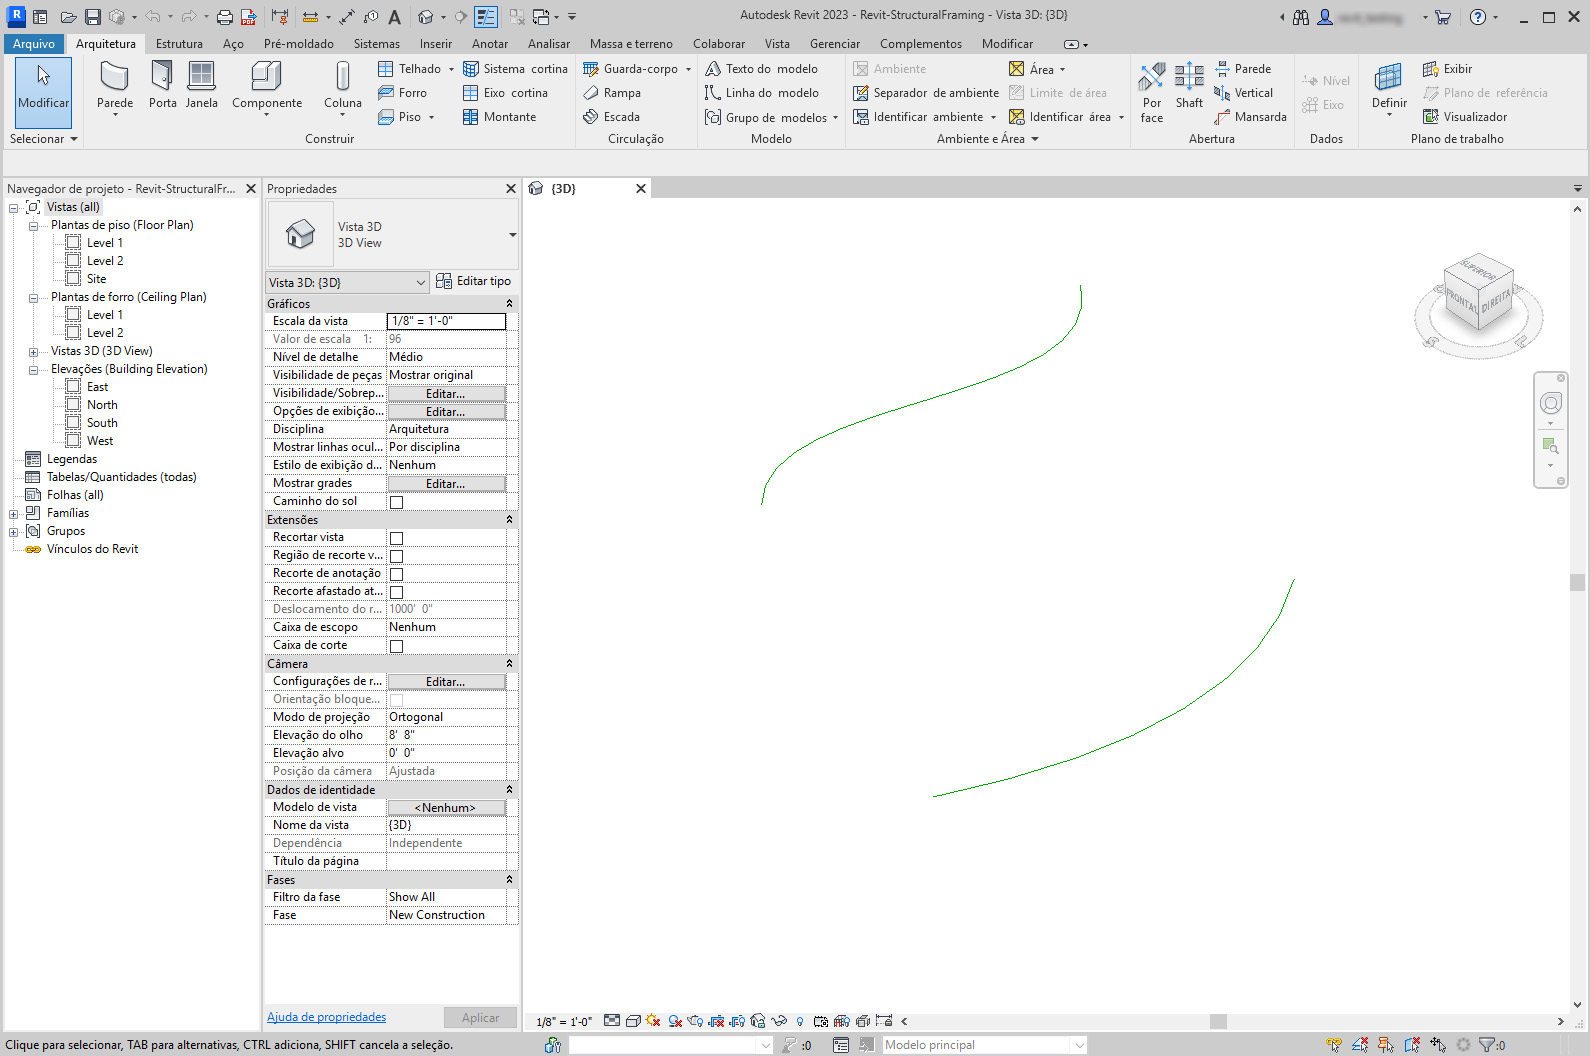 Autodesk Revit 2023 - Revit-StructuralFraming - Vista 3D: {3D}
Arquivo Arquitetura Estrutura Aço Pré-moldado Sistemas Inserir Anotar Analisar Massa e terreno Colaborar Vista Gerenciar Complementos Modificar
Modificar
Selecionar
Parede
Porta
Janela
Componente
Coluna
Telhado
Forro
Piso
Sistema cortina
Eixo cortina
Montante
Construir
Guarda-corpo
Rampa
Escada
Circulação
Texto do modelo
Linha do modelo
Grupo de modelos
Modelo
Ambiente
Separador de ambiente
Identificar ambiente
Área
Limite de área
Identificar área
Ambiente e Área
Por face
Shaft
Parede
Vertical
Mansarda
Abertura
Nível
Eixo
Dados
Definir
Exibir
Plano de referência
Visualizador
Plano de trabalho
Navegador de projeto - Revit-StructuralFr...
Vistas (all)
Plantas de piso (Floor Plan)
Level 1
Level 2
Site
Plantas de forro (Ceiling Plan)
Level 1
Level 2
Vistas 3D (3D View)
Elevações (Building Elevation)
East
North
South
West
Legendas
Tabelas/Quantidades (todas)
Folhas (all)
Famílias
Grupos
Vínculos do Revit
Propriedades
Vista 3D
3D View
Vista 3D: {3D} Editar tipo
Gráficos
Escala da vista 1/8" = 1'-0"
Valor de escala 1: 96
Nível de detalhe Médio
Visibilidade de peças Mostrar original
Visibilidade/Sobrep... Editar...
Opções de exibição... Editar...
Disciplina Arquitetura
Mostrar linhas ocul... Por disciplina
Estilo de exibição d... Nenhum
Mostrar grades Editar...
Caminho do sol
Extensões
Recortar vista
Região de recorte v...
Recorte de anotação
Recorte afastado at...
Deslocamento do r... 1000' 0"
Caixa de escopo Nenhum
Caixa de corte
Câmera
Configurações de r... Editar...
Orientação bloque...
Modo de projeção Ortogonal
Elevação do olho 8' 8"
Elevação alvo 0' 0"
Posição da câmera Ajustada
Dados de identidade
Modelo de vista <Nenhum>
Nome da vista {3D}
Dependência Independente
Título da página
Fases
Filtro da fase Show All
Fase New Construction
Ajuda de propriedades Aplicar
{3D}
SUPERIOR
FRONTAL DIREITA
1/8" = 1'-0"
Clique para selecionar, TAB para alternativas, CTRL adiciona, SHIFT cancela a seleção. :0 Modelo principal :0